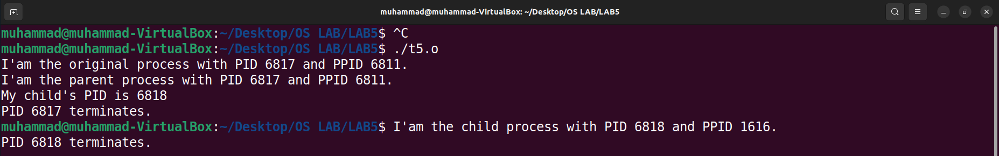 muhammad@muhammad-VirtualBox: ~/Desktop/OS LAB/LAB5
muhammad@muhammad-VirtualBox:~/Desktop/OS LAB/LAB5$ ^C
muhammad@muhammad-VirtualBox:~/Desktop/OS LAB/LAB5$ ./t5.o
I'am the original process with PID 6817 and PPID 6811.
I'am the parent process with PID 6817 and PPID 6811.
My child's PID is 6818
PID 6817 terminates.
muhammad@muhammad-VirtualBox:~/Desktop/OS LAB/LAB5$ I'am the child process with PID 6818 and PPID 1616.
PID 6818 terminates.